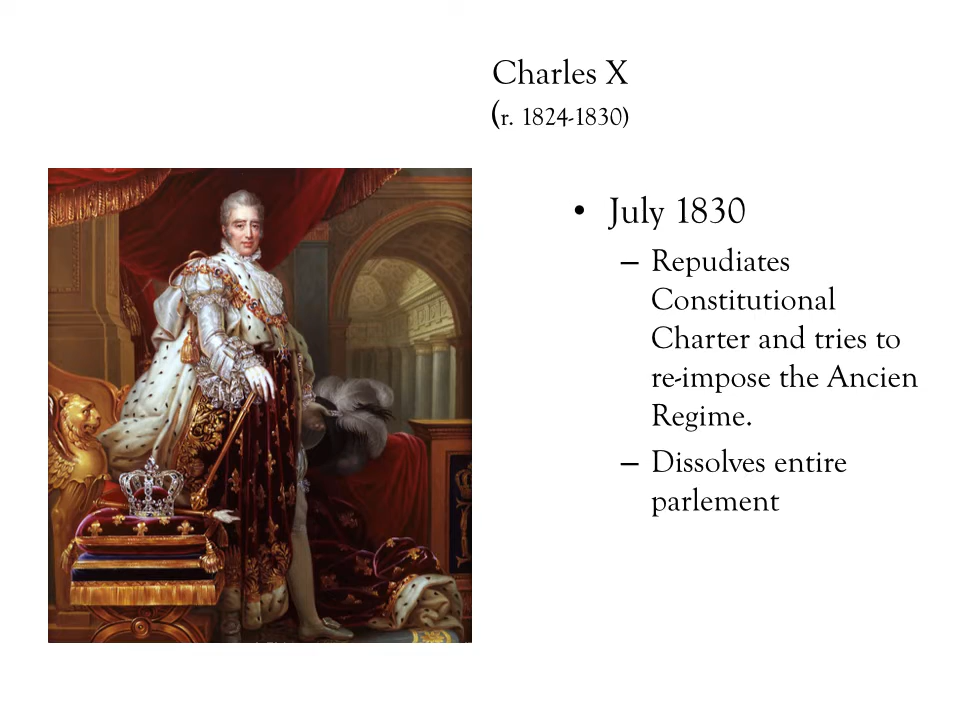 Charles X
(r. 1824-1830)
• July 1830
– Repudiates
Constitutional
Charter and tries to
re-impose the Ancien
Regime.
– Dissolves entire
parlement